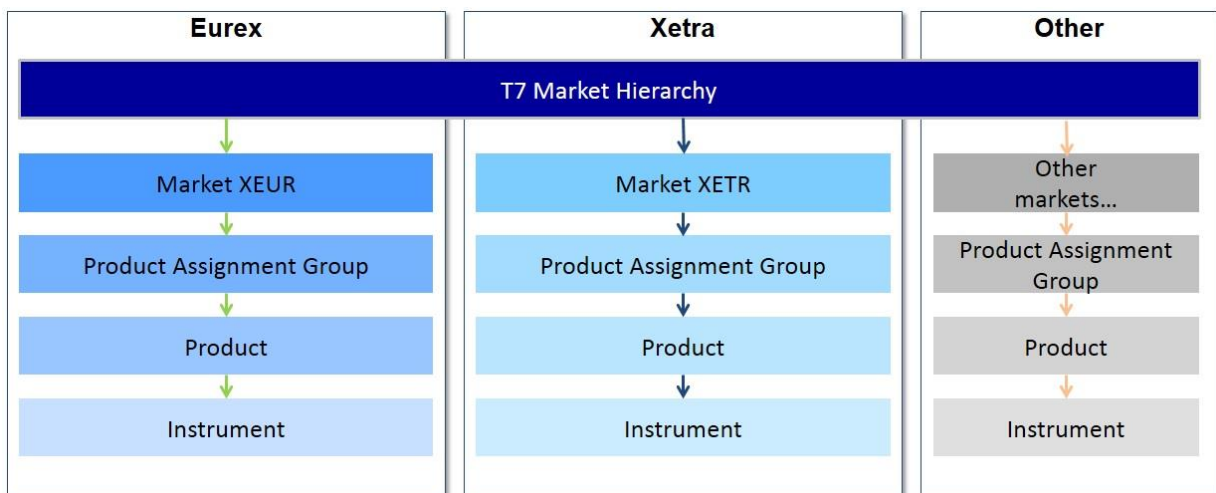 Eurex
Xetra
Other
T7 Market Hierarchy
Market XEUR
Market XETR
Other
markets...
Product Assignment Group
Product Assignment Group
Product Assignment
Group
Product
Product
Product
Instrument
Instrument
Instrument